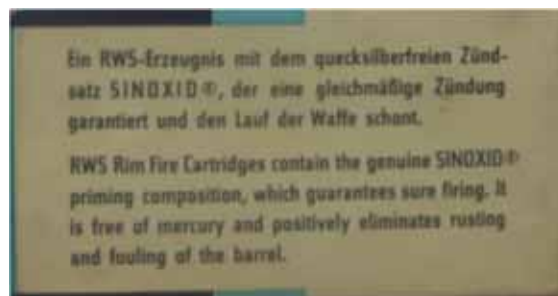 Ein RWS-Erzeugnis mit dem quecksilberfreien Zünd-
satz SINOXID®, der eine gleichmäßige Zündung
garantiert und den Lauf der Waffe schont.
RWS Rim Fire Cartridges contain the genuine SINOXID®
priming composition, which guarantees sure firing. It
is free of mercury and positively eliminates rusting
and fouling of the barrel.